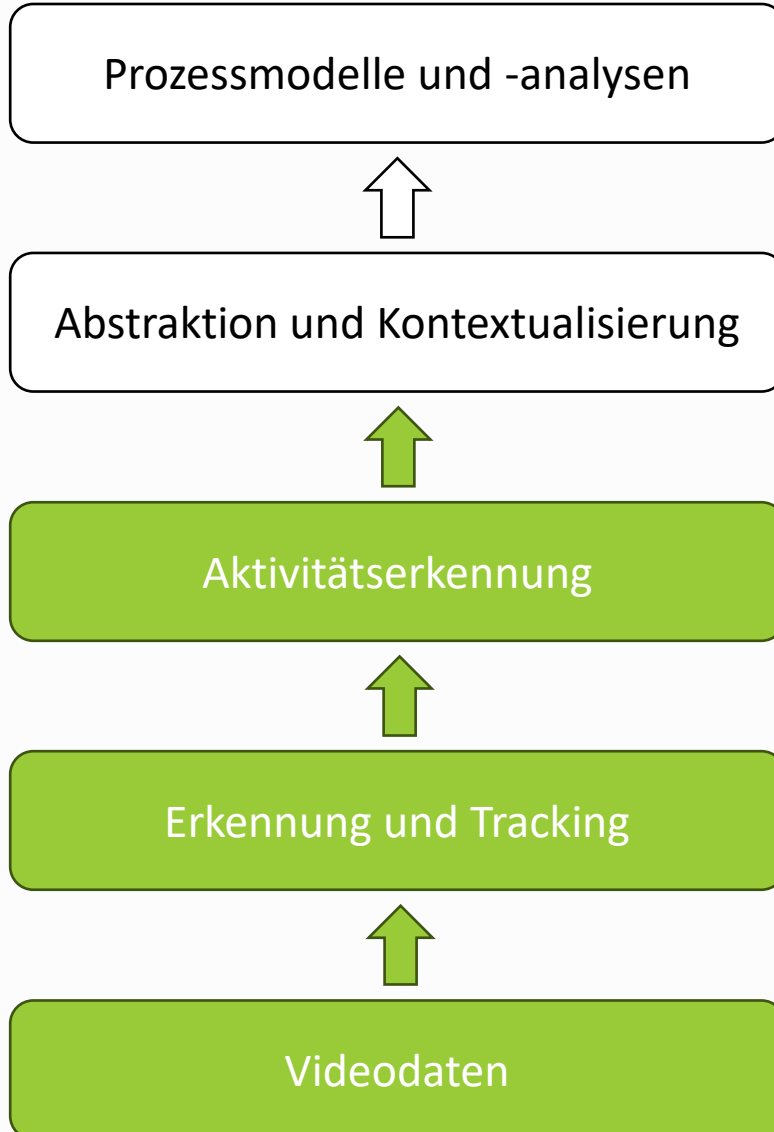 Prozessmodelle und -analysen
Abstraktion und Kontextualisierung
Aktivitätserkennung
Erkennung und Tracking
Videodaten